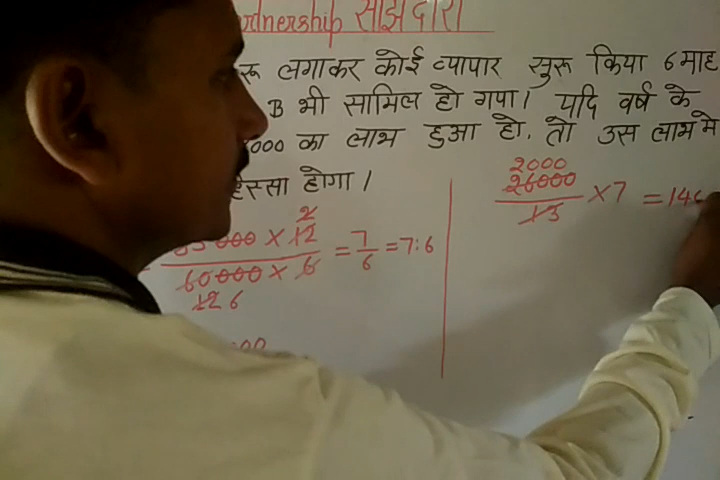 rtnership साझेदारी
रू लगाकर कोई व्यापार सुरू किया 6 माह
B भी सामिल हो गया। यदि वर्ष के
000 का लाभ हुआ हो. तो उस लाभ मे
हिस्सा होगा।
35000 × 12 2
60000 × 6
12 6
= 7/6 = 7:6
2000
26000
13
× 7 = 14